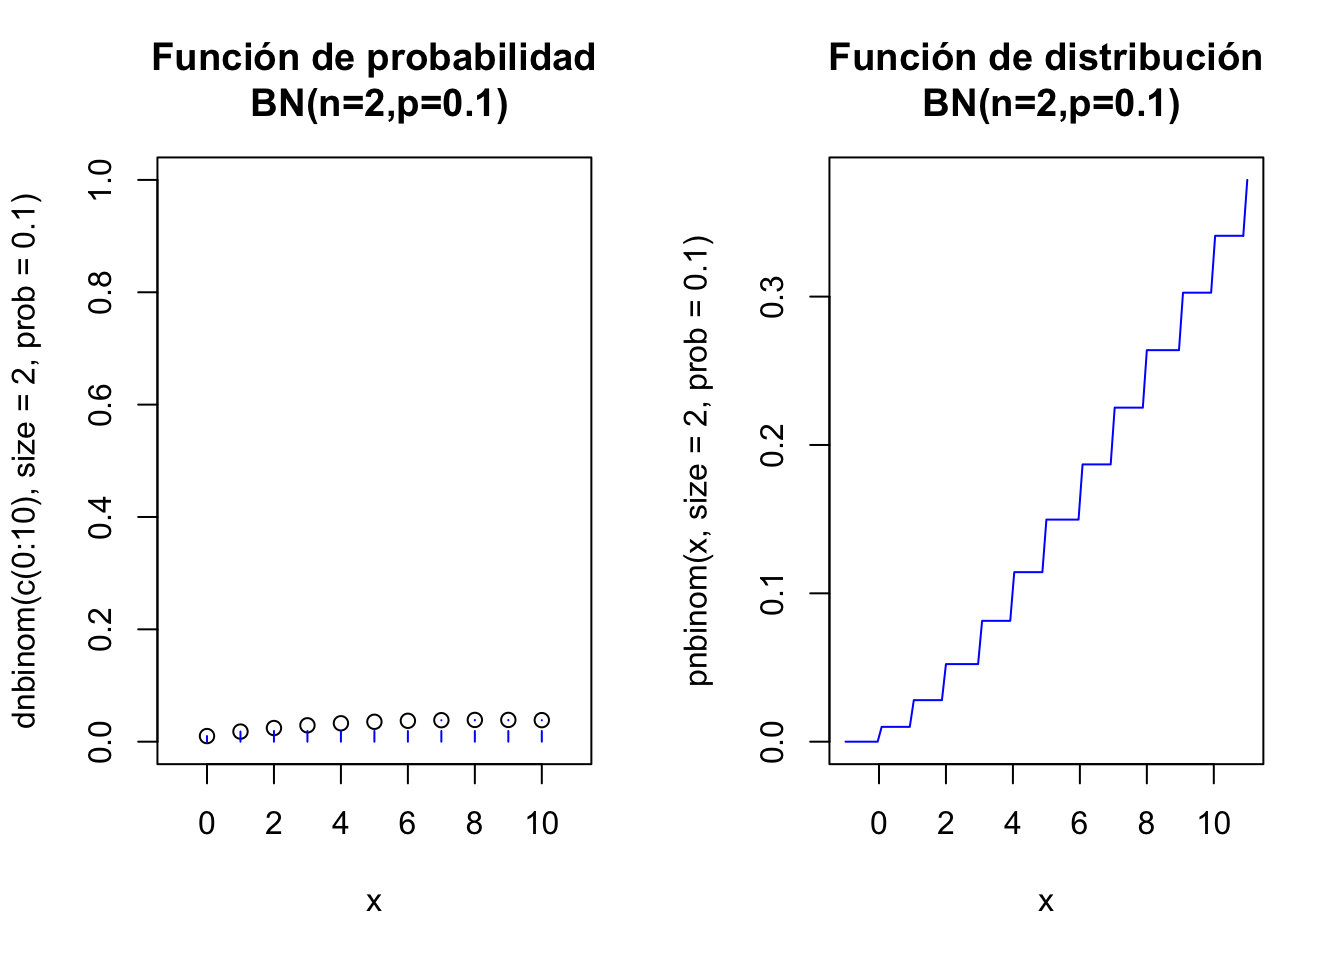 Función de probabilidad
BN(n=2,p=0.1)
dnbinom(c(0:10), size = 2, prob = 0.1)
1.0
0.8
0.6
0.4
0.2
0.0
0 2 4 6 8 10
x
Función de distribución
BN(n=2,p=0.1)
pnbinom(x, size = 2, prob = 0.1)
0.3
0.2
0.1
0.0
0 2 4 6 8 10
x